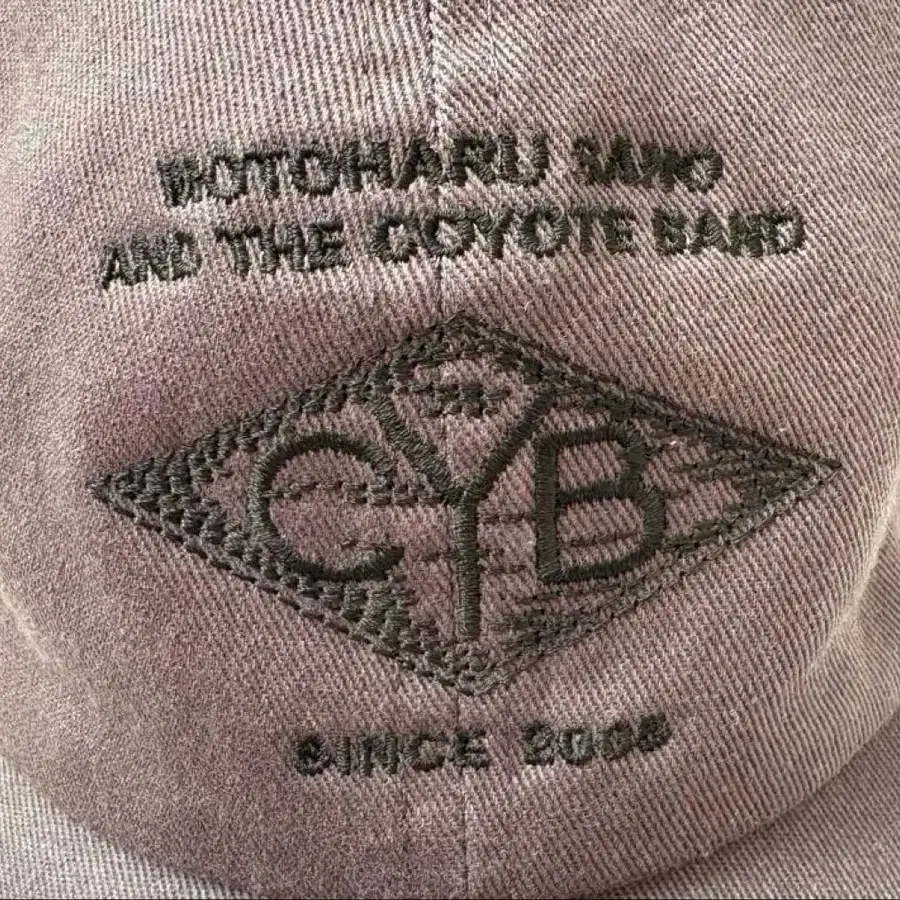 MOTOHARU SANO
AND THE COYOTE BAND
CYB
SINCE 2005